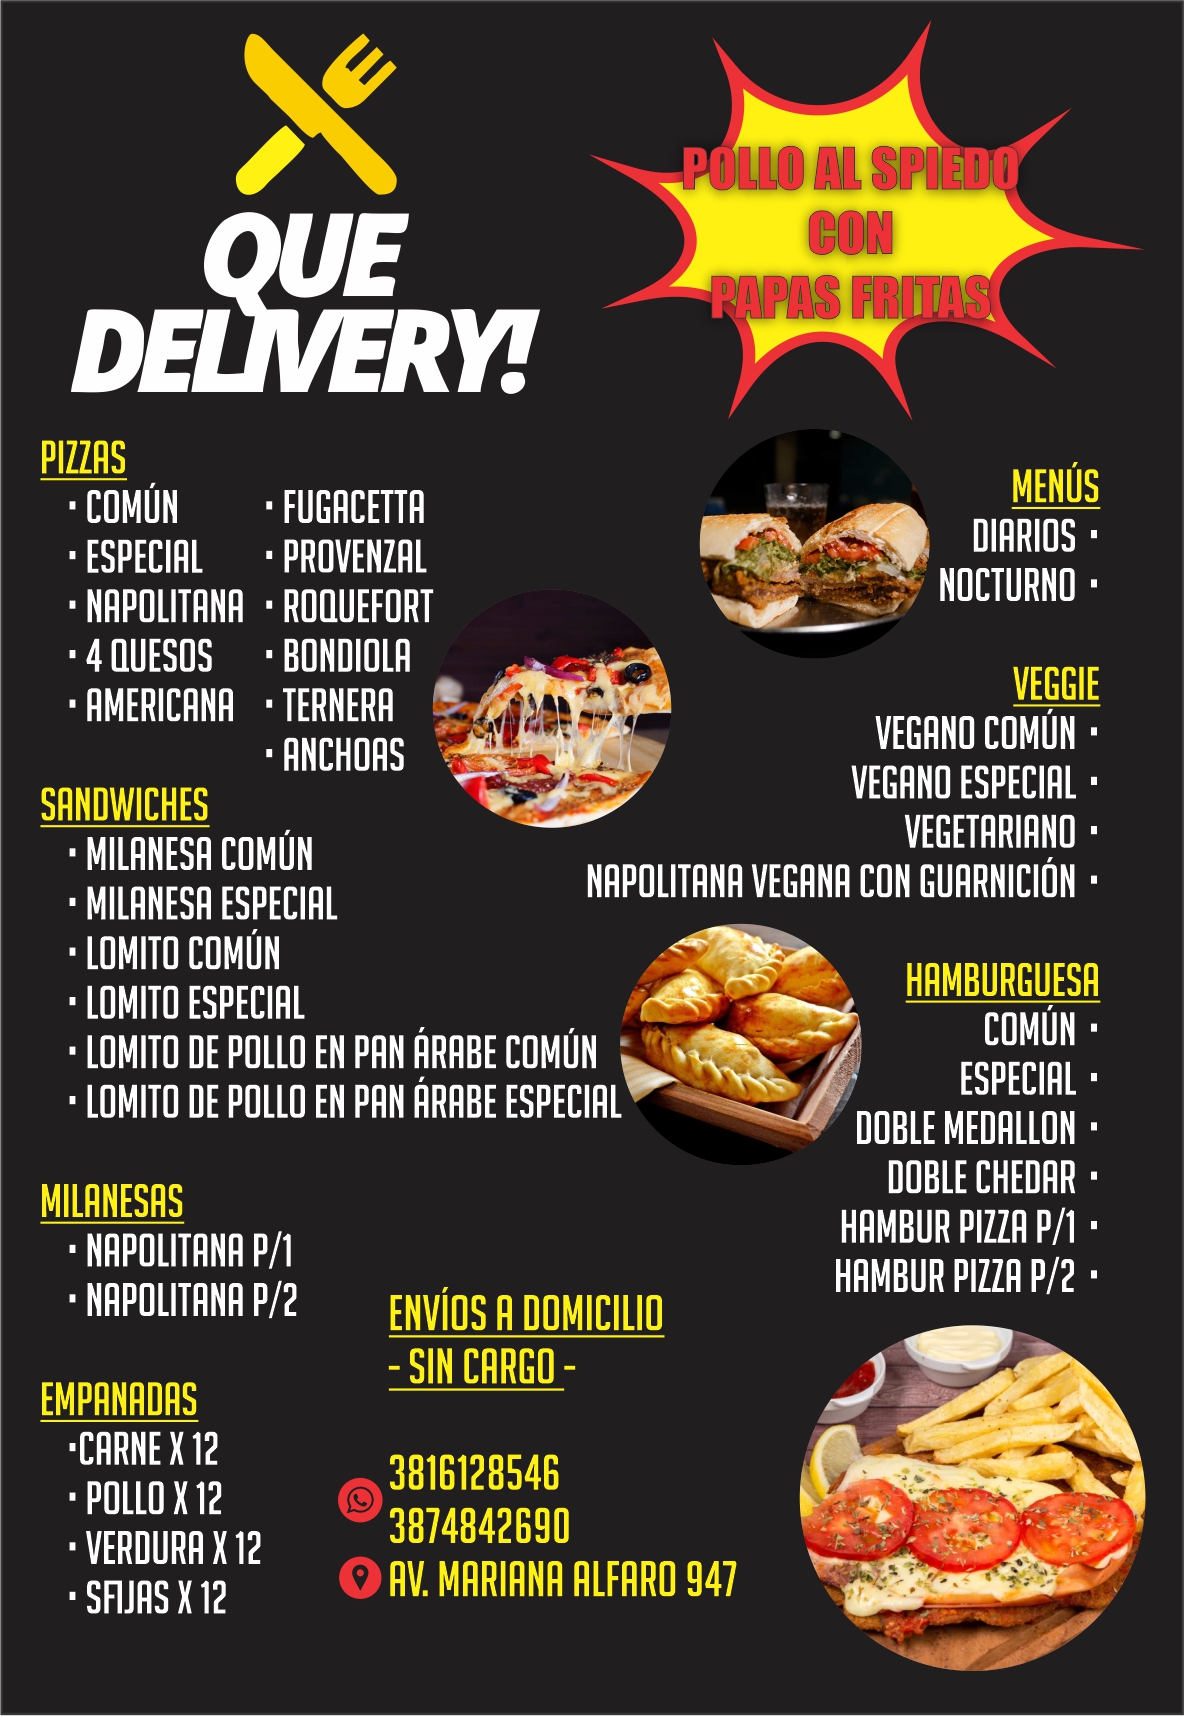 QUE
DELIVERY!
POLLO AL SPIEDO
CON
PAPAS FRITAS
PIZZAS
· COMÚN
· ESPECIAL
· NAPOLITANA
· 4 QUESOS
· AMERICANA
· FUGACETTA
· PROVENZAL
· ROQUEFORT
· BONDIOLA
· TERNERA
· ANCHOAS
SANDWICHES
· MILANESA COMÚN
· MILANESA ESPECIAL
· LOMITO COMÚN
· LOMITO ESPECIAL
· LOMITO DE POLLO EN PAN ÁRABE COMÚN
· LOMITO DE POLLO EN PAN ÁRABE ESPECIAL
MILANESAS
· NAPOLITANA P/1
· NAPOLITANA P/2
EMPANADAS
·CARNE X 12
· POLLO X 12
· VERDURA X 12
· SFIJAS X 12
MENÚS
DIARIOS ·
NOCTURNO ·
VEGGIE
VEGANO COMÚN ·
VEGANO ESPECIAL ·
VEGETARIANO ·
NAPOLITANA VEGANA CON GUARNICIÓN ·
HAMBURGUESA
COMÚN ·
ESPECIAL ·
DOBLE MEDALLON ·
DOBLE CHEDAR ·
HAMBUR PIZZA P/1 ·
HAMBUR PIZZA P/2 ·
ENVÍOS A DOMICILIO
- SIN CARGO -
3816128546
3874842690
AV. MARIANA ALFARO 947